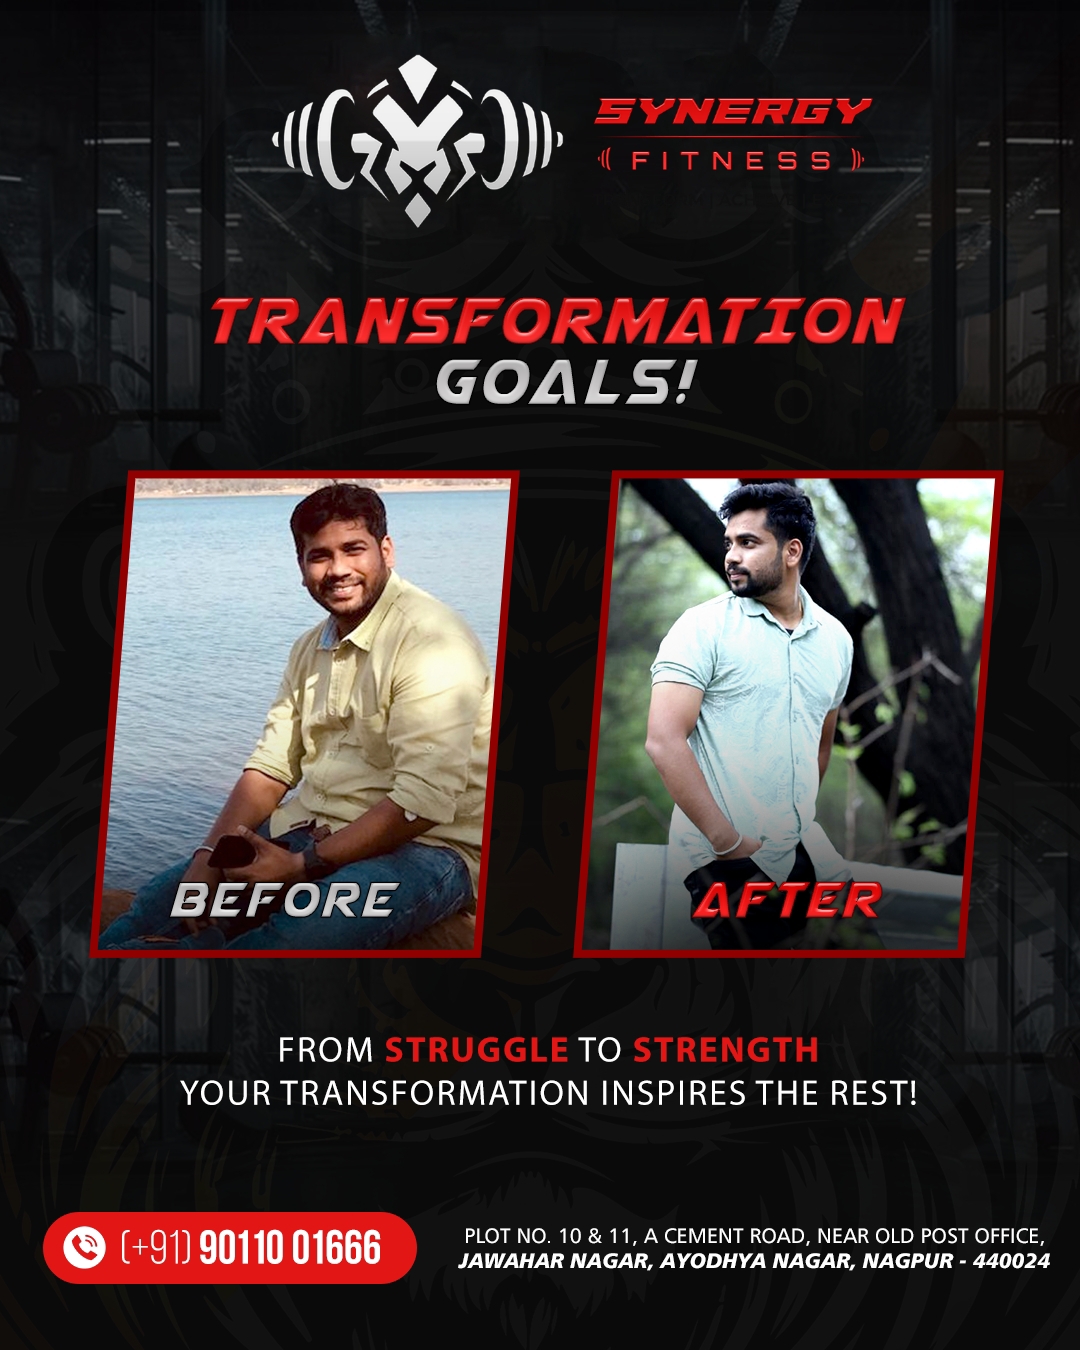 SYNERGY
FITNESS
TRANSFORMATION
GOALS!
BEFORE
AFTER
FROM STRUGGLE TO STRENGTH
YOUR TRANSFORMATION INSPIRES THE REST!
(+91) 90110 01666
PLOT NO. 10 & 11, A CEMENT ROAD, NEAR OLD POST OFFICE,
JAWAHAR NAGAR, AYODHYA NAGAR, NAGPUR - 440024